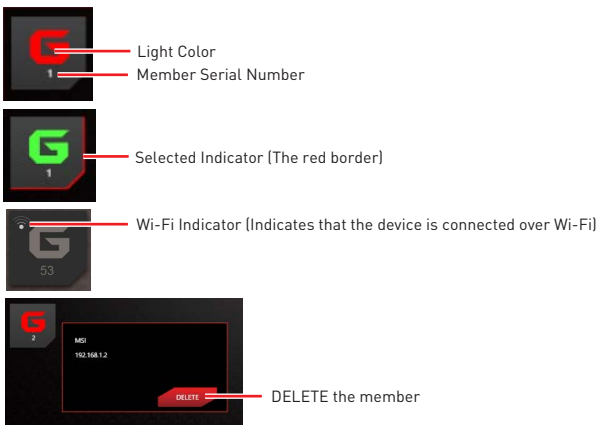 G
1
Light Color
Member Serial Number
G
1
Selected Indicator (The red border)
G
53
Wi-Fi Indicator (Indicates that the device is connected over Wi-Fi)
G
2
MSI
192.168.1.2
DELETE
DELETE the member